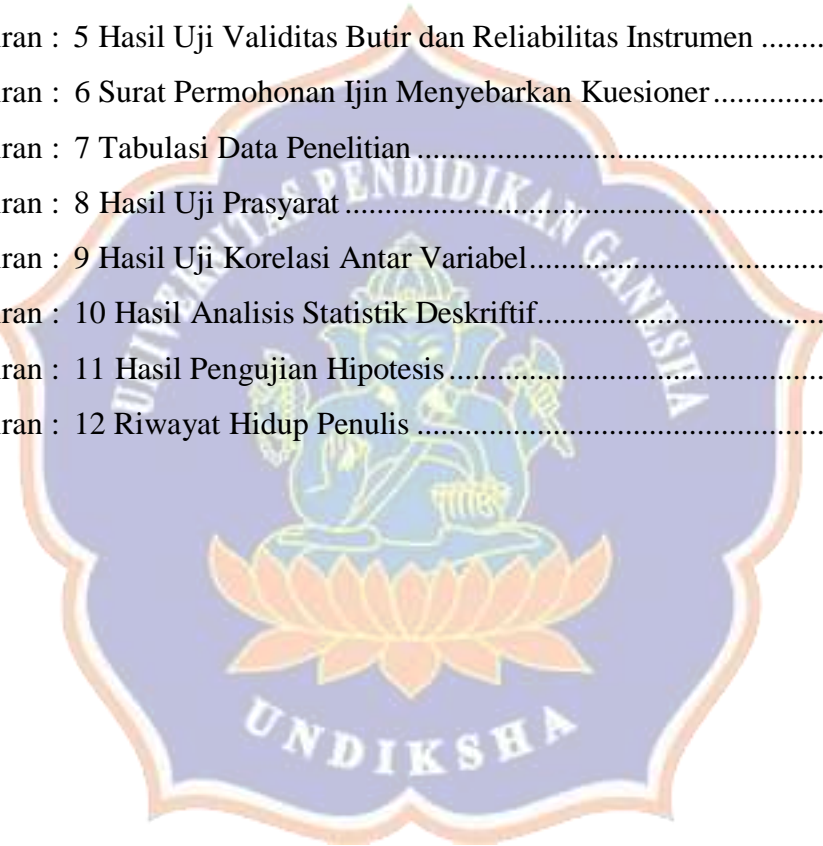 ran : 5 Hasil Uji Validitas Butir dan Reliabilitas Instrumen ........
ran : 6 Surat Permohonan Ijin Menyebarkan Kuesioner ..............
ran : 7 Tabulasi Data Penelitian ...................................................
ran : 8 Hasil Uji Prasyarat ............................................................
ran : 9 Hasil Uji Korelasi Antar Variabel.....................................
ran : 10 Hasil Analisis Statistik Deskriftif....................................
ran : 11 Hasil Pengujian Hipotesis ...............................................
ran : 12 Riwayat Hidup Penulis ...................................................
UNIVERSITAS PENDIDIKAN GANESHA
UNDIKSHA